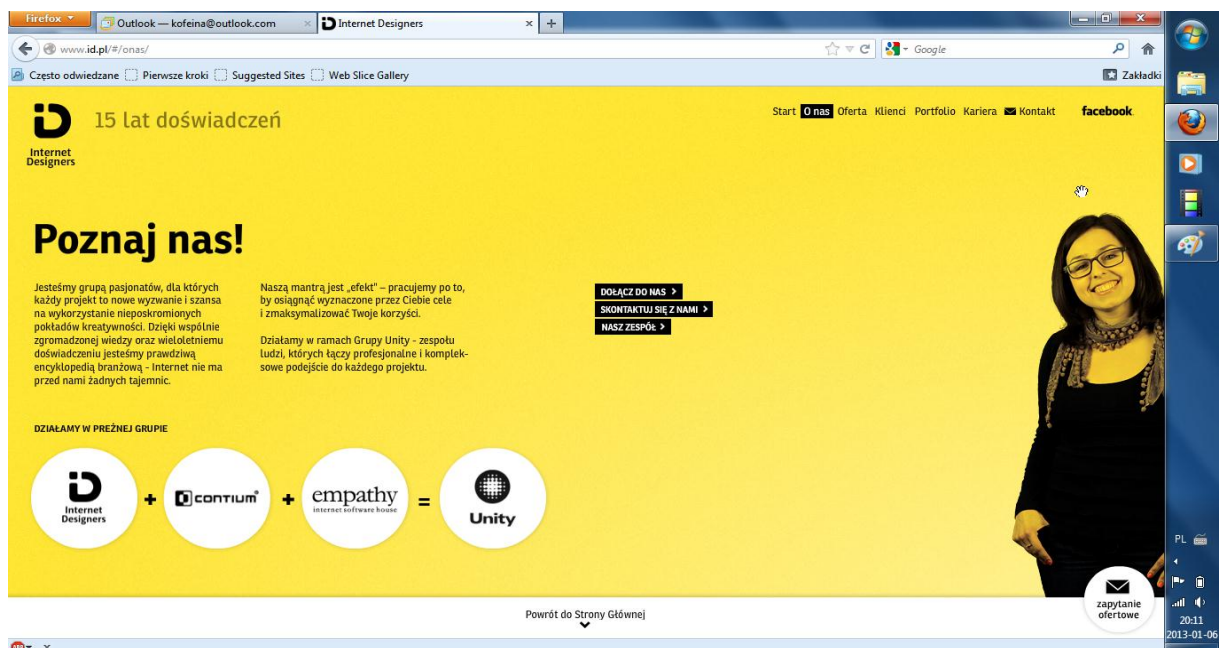 Firefox
Outlook — kofeina@outlook.com
Internet Designers
www.id.pl/#/onas/
Google
Często odwiedzane
Pierwsze kroki
Suggested Sites
Web Slice Gallery
Zakładki
Internet
Designers
15 lat doświadczeń
Start O nas Oferta Klienci Portfolio Kariera Kontakt facebook
Poznaj nas!
Jesteśmy grupą pasjonatów, dla których
każdy projekt to nowe wyzwanie i szansa
na wykorzystanie nieposkromionych
pokładów kreatywności. Dzięki wspólnie
zgromadzonej wiedzy oraz wieloletniemu
doświadczeniu jesteśmy prawdziwą
encyklopedią branżową - Internet nie ma
przed nami żadnych tajemnic.
Naszą mantrą jest „efekt" – pracujemy po to,
by osiągnąć wyznaczone przez Ciebie cele
i zmaksymalizować Twoje korzyści.
Działamy w ramach Grupy Unity - zespołu
ludzi, których łączy profesjonalne i komplek-
sowe podejście do każdego projektu.
DOŁĄCZ DO NAS >
SKONTAKTUJ SIĘ Z NAMI >
NASZ ZESPÓŁ >
DZIAŁAMY W PRĘŻNEJ GRUPIE
Internet
Designers
+
contium
+
empathy
internet software house
=
Unity
Powrót do Strony Głównej
zapytanie
ofertowe
PL
20:11
2013-01-06